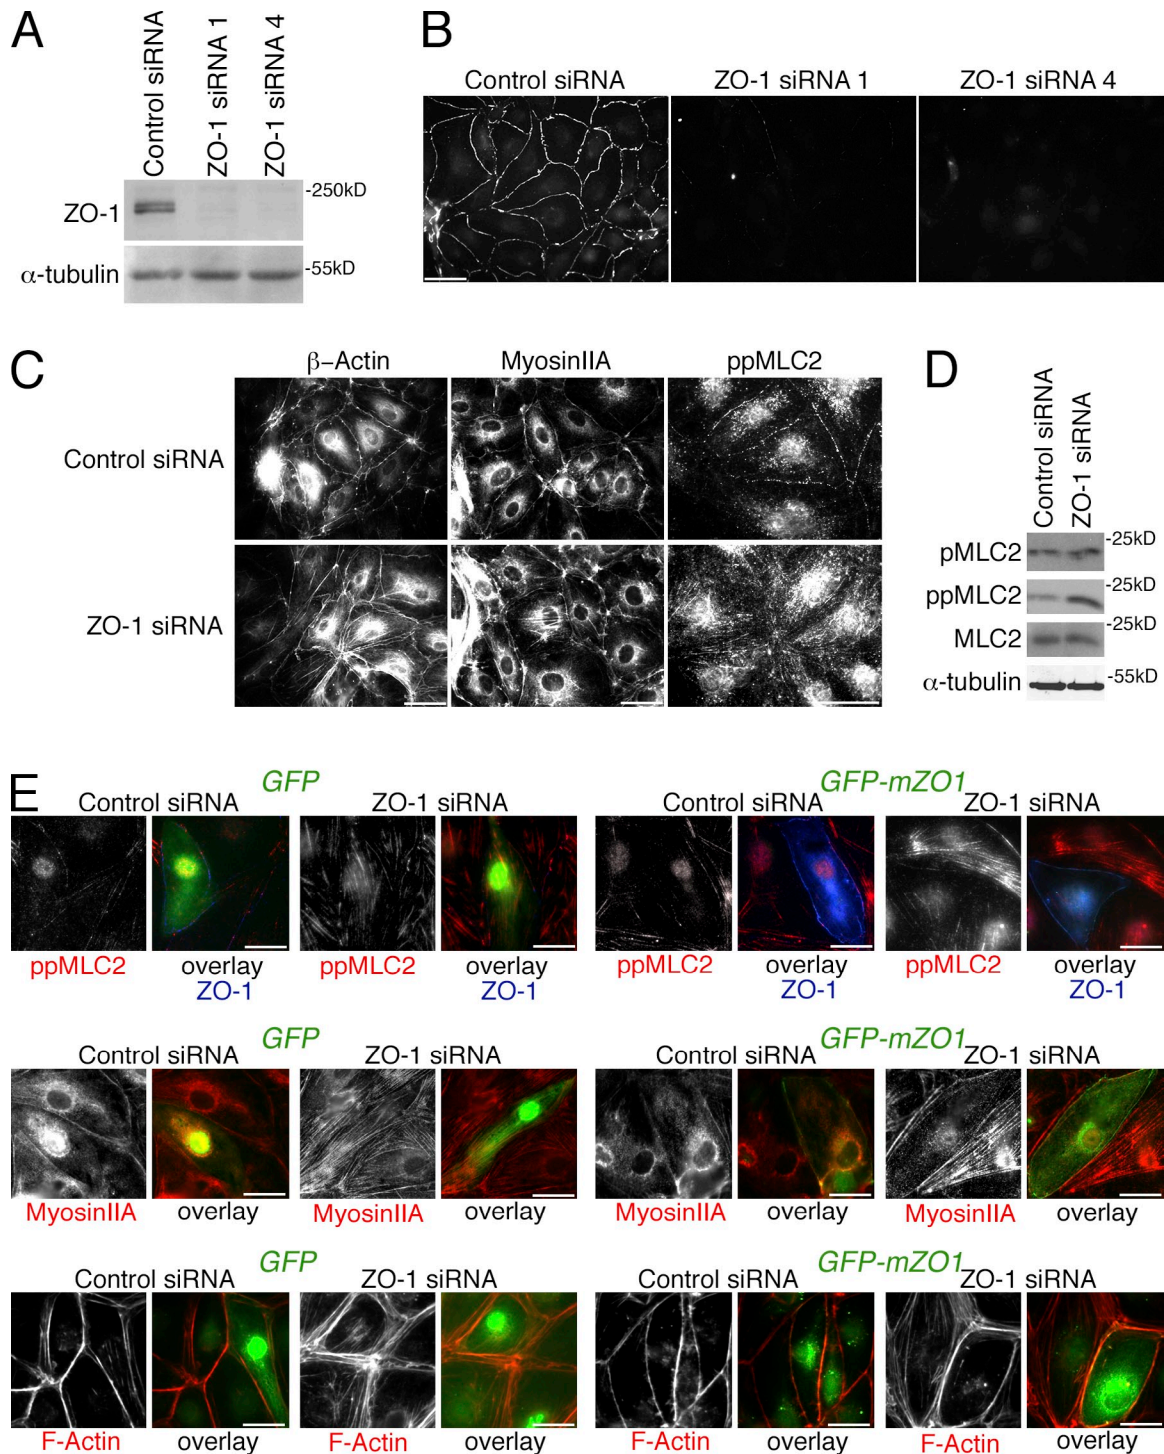 A
Control siRNA
ZO-1 siRNA 1
ZO-1 siRNA 4
-250kD
ZO-1
-55kD
α-tubulin
B
Control siRNA
ZO-1 siRNA 1
ZO-1 siRNA 4
C
β-Actin
MyosinIIA
ppMLC2
Control siRNA
ZO-1 siRNA
D
Control siRNA
ZO-1 siRNA
-25kD
pMLC2
-25kD
ppMLC2
-25kD
MLC2
-55kD
α-tubulin
E
GFP
GFP-mZO1
Control siRNA
ZO-1 siRNA
Control siRNA
ZO-1 siRNA
ppMLC2
overlay
ppMLC2
overlay
ppMLC2
overlay
ppMLC2
overlay
ZO-1
ZO-1
ZO-1
ZO-1
GFP
GFP-mZO1
Control siRNA
ZO-1 siRNA
Control siRNA
ZO-1 siRNA
MyosinIIA
overlay
MyosinIIA
overlay
MyosinIIA
overlay
MyosinIIA
overlay
GFP
GFP-mZO1
Control siRNA
ZO-1 siRNA
Control siRNA
ZO-1 siRNA
F-Actin
overlay
F-Actin
overlay
F-Actin
overlay
F-Actin
overlay